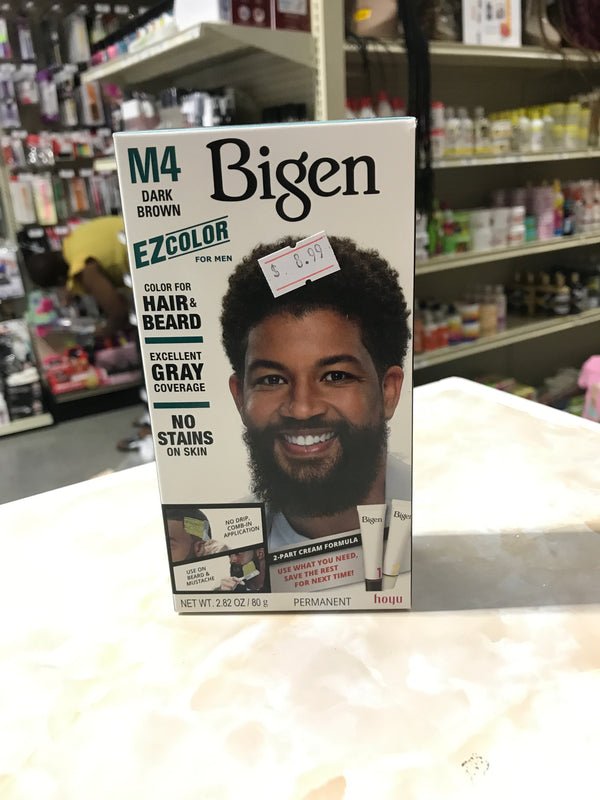 M4
DARK
BROWN
Bigen
EZCOLOR
FOR MEN
$. 8.99
COLOR FOR
HAIR &
BEARD
EXCELLENT
GRAY
COVERAGE
NO
STAINS
ON SKIN
NO DRIP,
COMB-IN
APPLICATION
USE ON
BEARD &
MUSTACHE
2-PART CREAM FORMULA
USE WHAT YOU NEED,
SAVE THE REST
FOR NEXT TIME!
Bigen
Bigen
1
NET WT. 2.82 OZ / 80 g
PERMANENT
hoyu